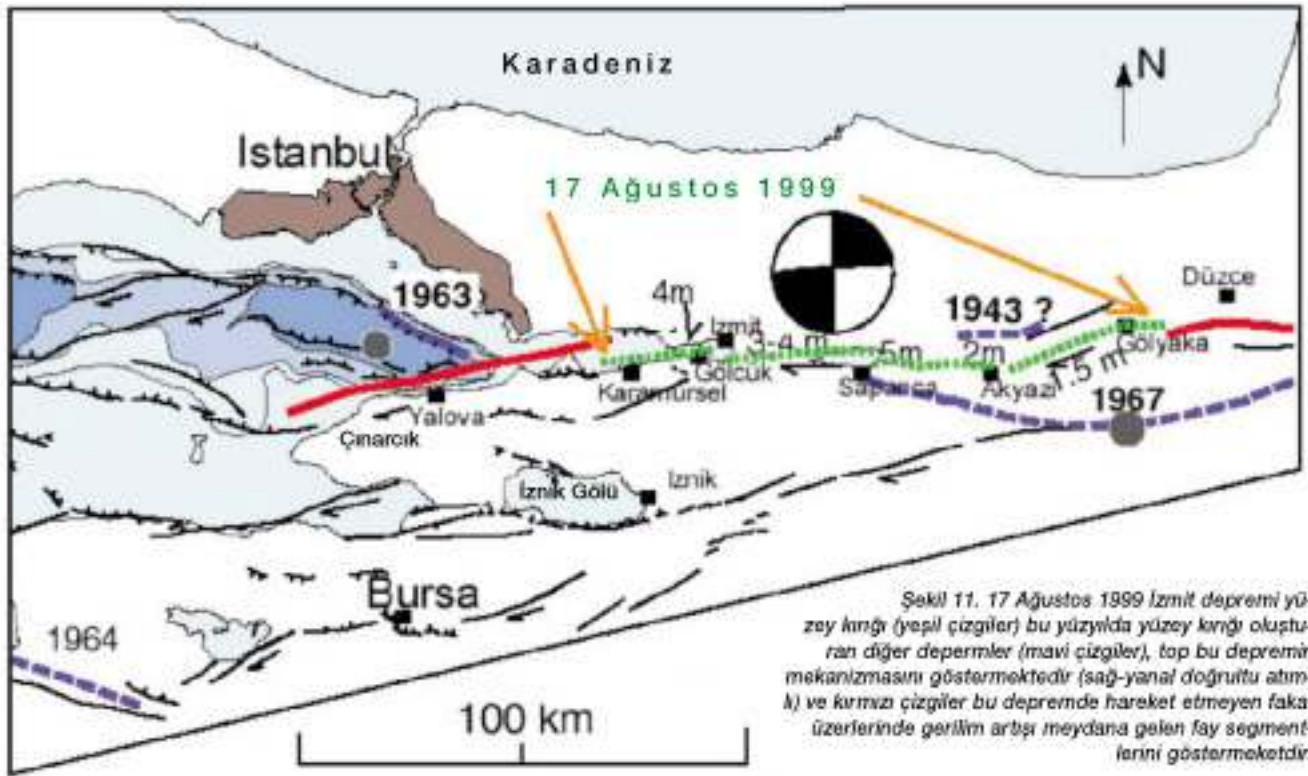 Karadeniz
N
Istanbul
17 Ağustos 1999
Düzce
1963
4m
1943 ?
İzmit
3-4 m
Gölyaka
Gölcük
5m
2m
Karamürsel
Sapanca
Akyazı
1.5 m
Yalova
1967
Çınarcık
İznik Gölü
İznik
Bursa
1964
100 km
Şekil 11. 17 Ağustos 1999 İzmit depremi yü-
zey kırığı (yeşil çizgiler) bu yüzyılda yüzey kırığı oluştu-
ran diğer depermler (mavi çizgiler), top bu depremin
mekanizmasını göstermektedir (sağ-yanal doğrultu atım-
lı) ve kırmızı çizgiler bu depremde hareket etmeyen faka
üzerlerinde gerilim artışı meydana gelen fay segment-
lerini göstermeketdir